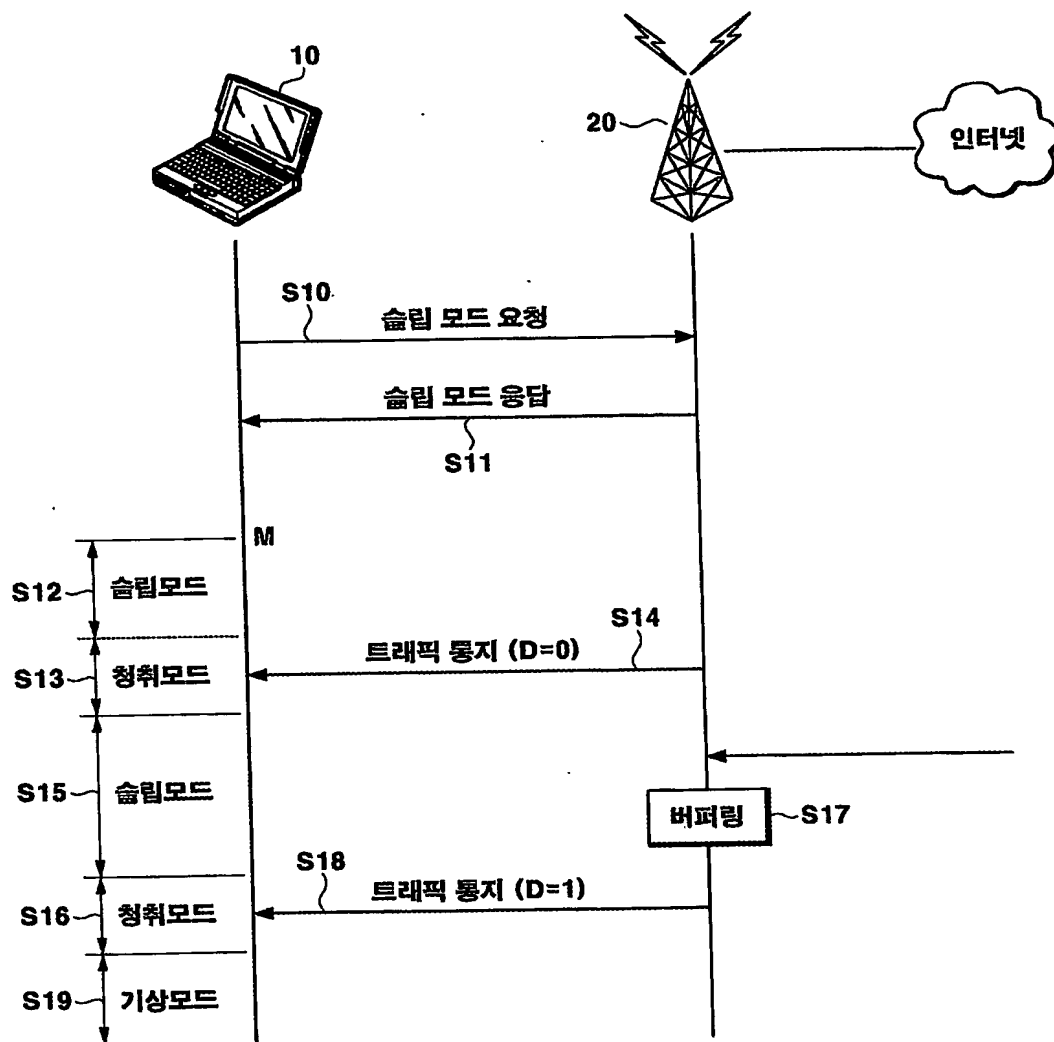 10
20
인터넷
S10
슬립 모드 요청
슬립 모드 응답
S11
M
S12
슬립모드
S14
트래픽 통지 (D=0)
S13
청취모드
S15
슬립모드
버퍼링
S17
S18
트래픽 통지 (D=1)
S16
청취모드
S19
기상모드